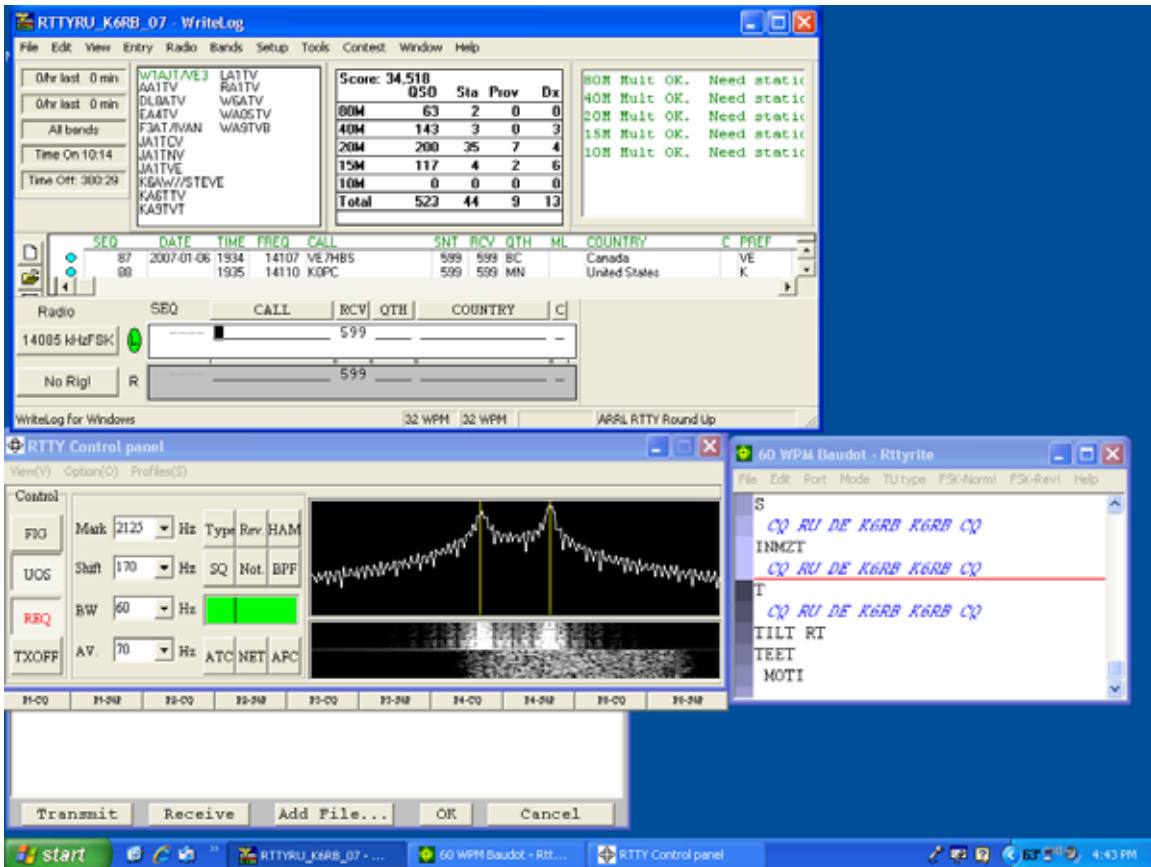 RTTYRU_K6RB_07 - WriteLog
File Edit View Entry Radio Bands Setup Tools Contest Window Help
0/hr last 0 min
0/hr last 0 min
All bands
Time On 10:14
Time Off: 380:29
W1AJT/VE3 LA1TV
AA1TV RA1TV
DL8ATV W6ATV
EA4TV WA0STV
F3AT/IVAN WA9TVB
JA1TCV
JA1TNV
JA1TVE
K6AW//STEVE
KA6TTV
KA9TVT
Score: 34,518
QSO Sta Prov Dx
80M 63 2 0 0
40M 143 3 0 3
20M 200 35 7 4
15M 117 4 2 6
10M 0 0 0 0
Total 523 44 9 13
80M Mult OK. Need static
40M Mult OK. Need static
20M Mult OK. Need static
15M Mult OK. Need static
10M Mult OK. Need static
SEQ DATE TIME FREQ CALL SNT RCV QTH ML COUNTRY C PREF
87 2007-01-06 1934 14107 VE7HBS 599 599 BC Canada VE
88 1935 14110 K0PC 599 599 MN United States K
Radio SEQ CALL RCV QTH COUNTRY C
14085 kHzFSK L 599
No Rig! R 599
WriteLog for Windows 32 WPM 32 WPM ARRL RTTY Round Up
RTTY Control panel
View(V) Option(O) Profiles(S)
Control
FIG Mark 2125 Hz Type Rev. HAM
UOS Shift 170 Hz SQ Not. BPF
REQ BW 60 Hz
TXOFF AV. 70 Hz ATC NET AFC
60 WPM Baudot - Rttyrite
File Edit Port Mode TU type FSK-Norm! FSK-Rev! Help
S
CQ RU DE K6RB K6RB CQ
INMZT
CQ RU DE K6RB K6RB CQ
T
CQ RU DE K6RB K6RB CQ
TILT RT
TEET
MOTI
Transmit Receive Add File... OK Cancel
start RTTYRU_K6RB_07 - ... 60 WPM Baudot - Rtt... RTTY Control panel 4:43 PM